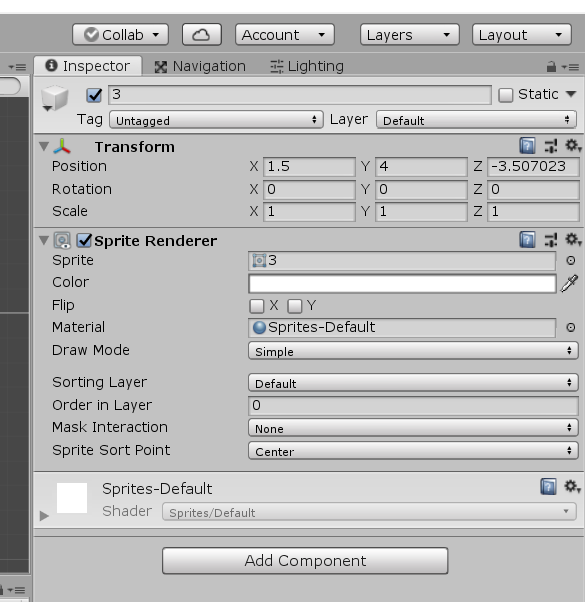 Collab Account Layers Layout
Inspector Navigation Lighting
3 Static
Tag Untagged Layer Default
Transform
Position X 1.5 Y 4 Z -3.507023
Rotation X 0 Y 0 Z 0
Scale X 1 Y 1 Z 1
Sprite Renderer
Sprite 3
Color
Flip X Y
Material Sprites-Default
Draw Mode Simple
Sorting Layer Default
Order in Layer 0
Mask Interaction None
Sprite Sort Point Center
Sprites-Default
Shader Sprites/Default
Add Component